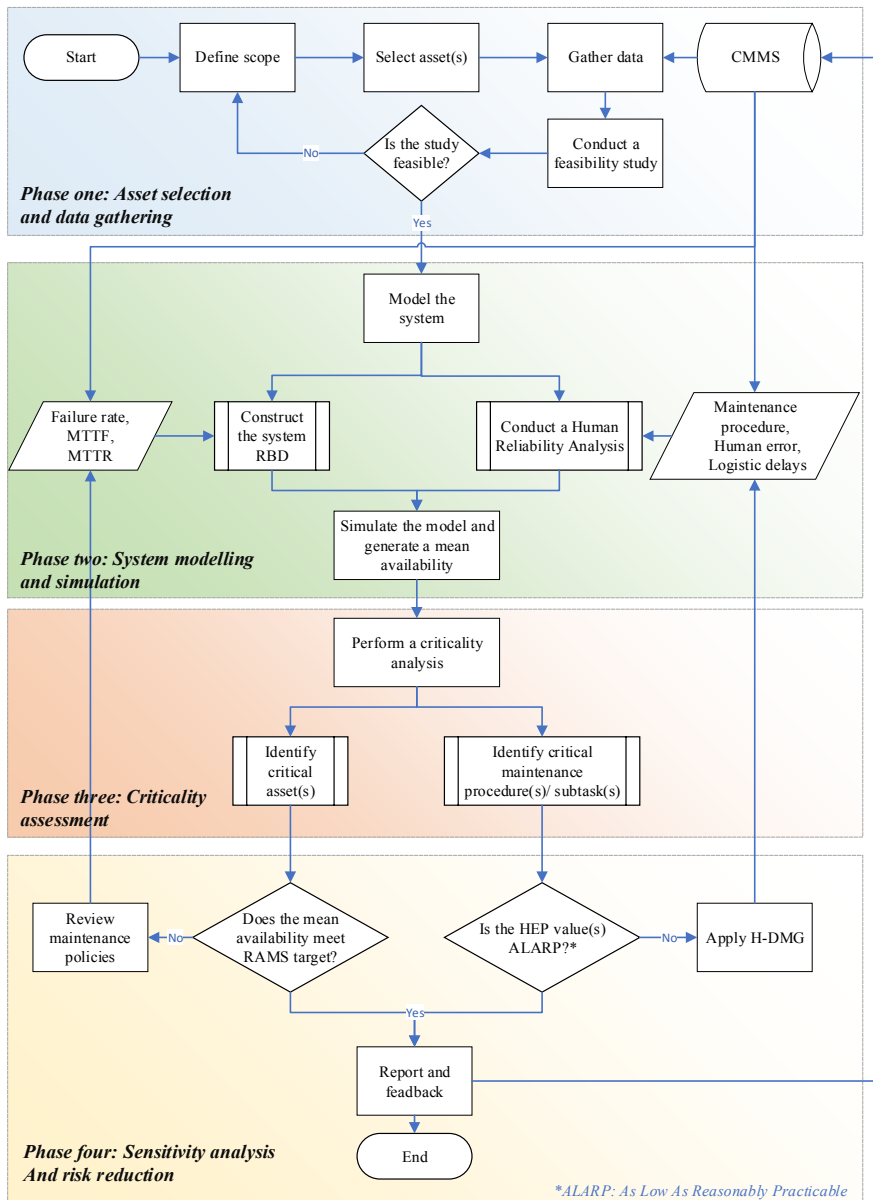 Start
Define scope
Select asset(s)
Gather data
CMMS
Is the study
feasible?
No
Conduct a
feasibility study
Phase one: Asset selection
and data gathering
Yes
Model the
system
Failure rate,
MTTF,
MTTR
Construct
the system
RBD
Conduct a Human
Reliability Analysis
Maintenance
procedure,
Human error,
Logistic delays
Simulate the model and
generate a mean
availability
Phase two: System modelling
and simulation
Perform a criticality
analysis
Identify
critical
asset(s)
Identify critical
maintenance
procedure(s)/ subtask(s)
Phase three: Criticality
assessment
Review
maintenance
policies
No
Does the mean
availability meet
RAMS target?
Is the HEP value(s)
ALARP?*
No
Apply H-DMG
Yes
Report and
feadback
End
Phase four: Sensitivity analysis
And risk reduction
*ALARP: As Low As Reasonably Practicable